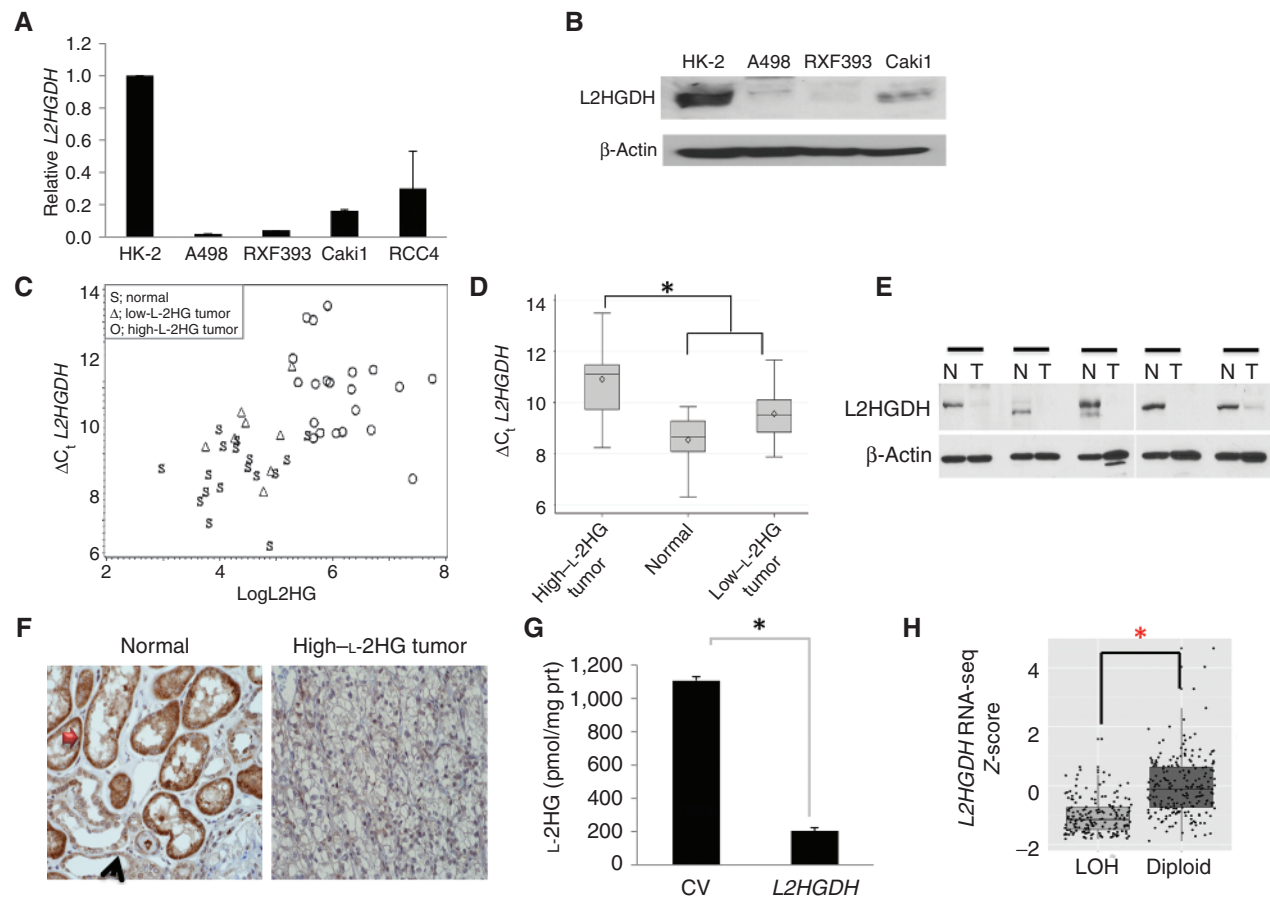 A
Relative L2HGDH
1.2
1.0
0.8
0.6
0.4
0.2
0.0
HK-2 A498 RXF393 Caki1 RCC4
B
HK-2 A498 RXF393 Caki1
L2HGDH
β-Actin
C
ΔCt L2HGDH
14
12
10
8
6
S; normal
Δ; low-L-2HG tumor
O; high-L-2HG tumor
2 4 6 8
LogL2HG
D
ΔCt L2HGDH
14
12
10
8
6
*
High–L-2HG tumor
Normal
Low–L-2HG tumor
E
N T N T N T N T N T
L2HGDH
β-Actin
F
Normal
High–L-2HG tumor
G
L-2HG (pmol/mg prt)
1,200
1,000
800
600
400
200
0
*
CV L2HGDH
H
L2HGDH RNA-seq
Z-score
4
2
0
−2
*
LOH Diploid